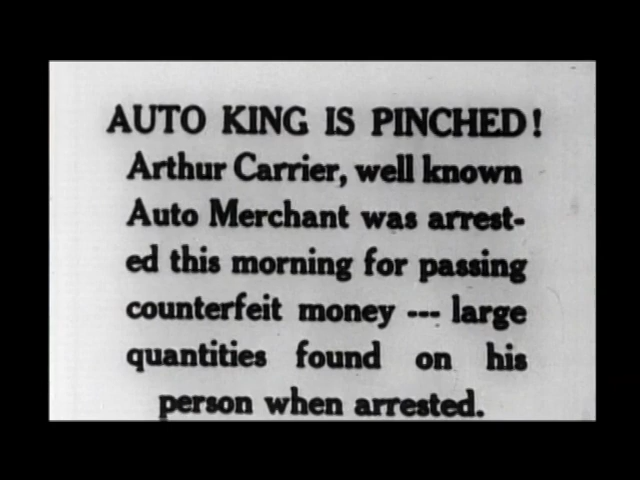 AUTO KING IS PINCHED!
Arthur Carrier, well known
Auto Merchant was arrest-
ed this morning for passing
counterfeit money --- large
quantities found on his
person when arrested.